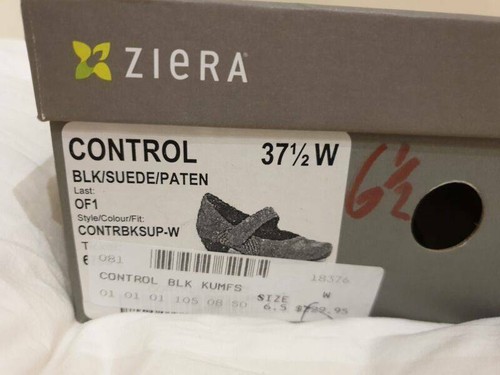 ZIERA
CONTROL 37½ W
BLK/SUEDE/PATEN
Last:
OF1
Style/Colour/Fit:
CONTRBKSUP-W
6½
081
CONTROL BLK KUMFS 18376
01 01 01 105 08 50 SIZE W
6.5